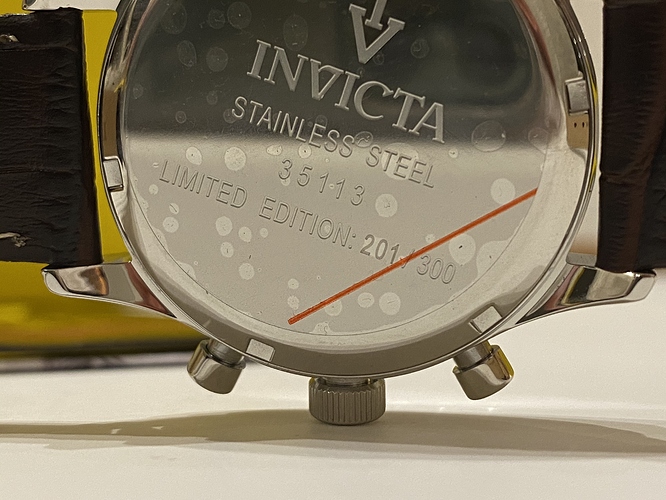 INVICTA
STAINLESS STEEL
35113
LIMITED EDITION: 201/300